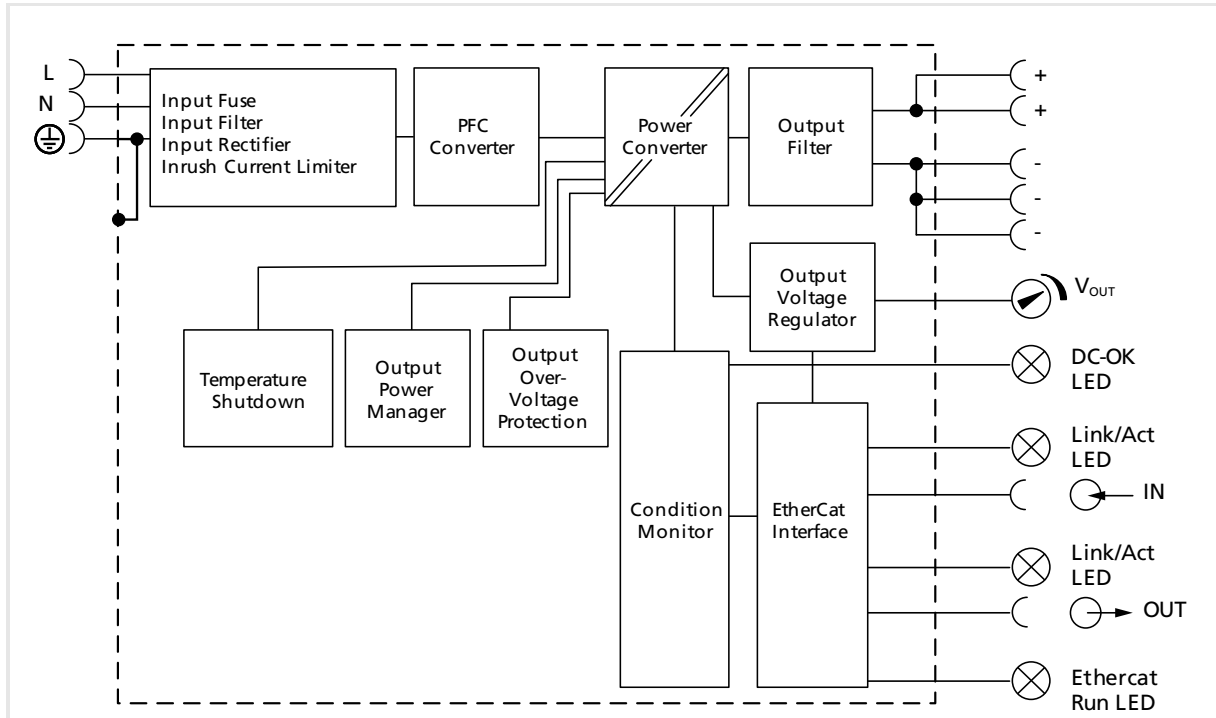 L
N
Input Fuse
Input Filter
Input Rectifier
Inrush Current Limiter
PFC
Converter
Power
Converter
Output
Filter
+
+
-
-
-
Output
Voltage
Regulator
VOUT
Temperature
Shutdown
Output
Power
Manager
Output
Over-
Voltage
Protection
DC-OK
LED
Condition
Monitor
EtherCat
Interface
Link/Act
LED
IN
Link/Act
LED
OUT
Ethercat
Run LED